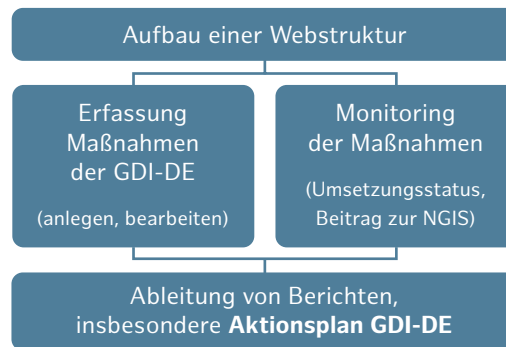 Aufbau einer Webstruktur
Erfassung
Maßnahmen
der GDI-DE
(anlegen, bearbeiten)
Monitoring
der Maßnahmen
(Umsetzungsstatus,
Beitrag zur NGIS)
Ableitung von Berichten,
insbesondere Aktionsplan GDI-DE